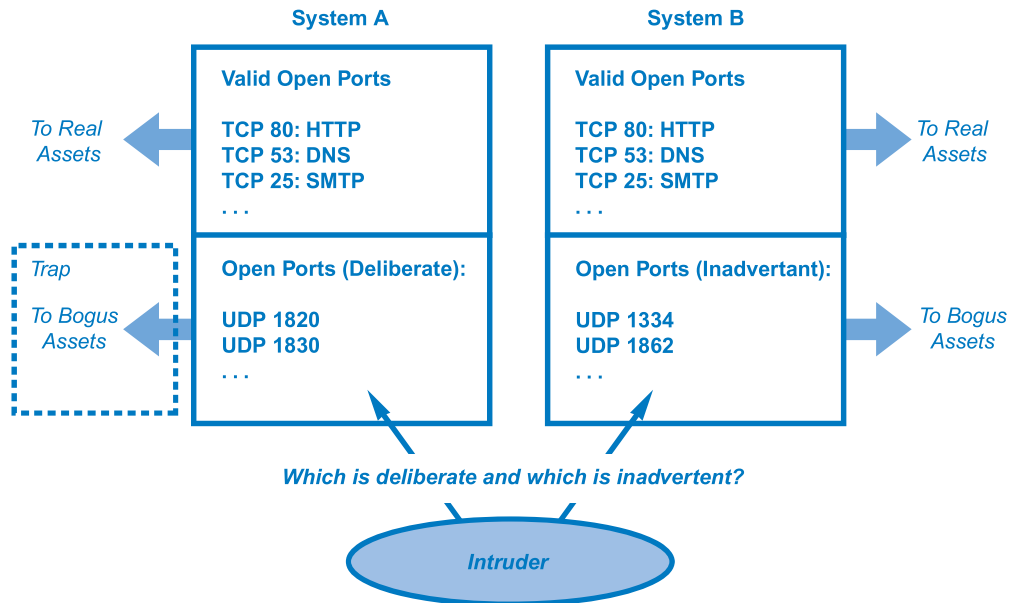 System A
System B
Valid Open Ports
TCP 80: HTTP
TCP 53: DNS
TCP 25: SMTP
. . .
Valid Open Ports
TCP 80: HTTP
TCP 53: DNS
TCP 25: SMTP
. . .
To Real
Assets
To Real
Assets
Trap
To Bogus
Assets
Open Ports (Deliberate):
UDP 1820
UDP 1830
. . .
Open Ports (Inadvertant):
UDP 1334
UDP 1862
. . .
To Bogus
Assets
Which is deliberate and which is inadvertent?
Intruder